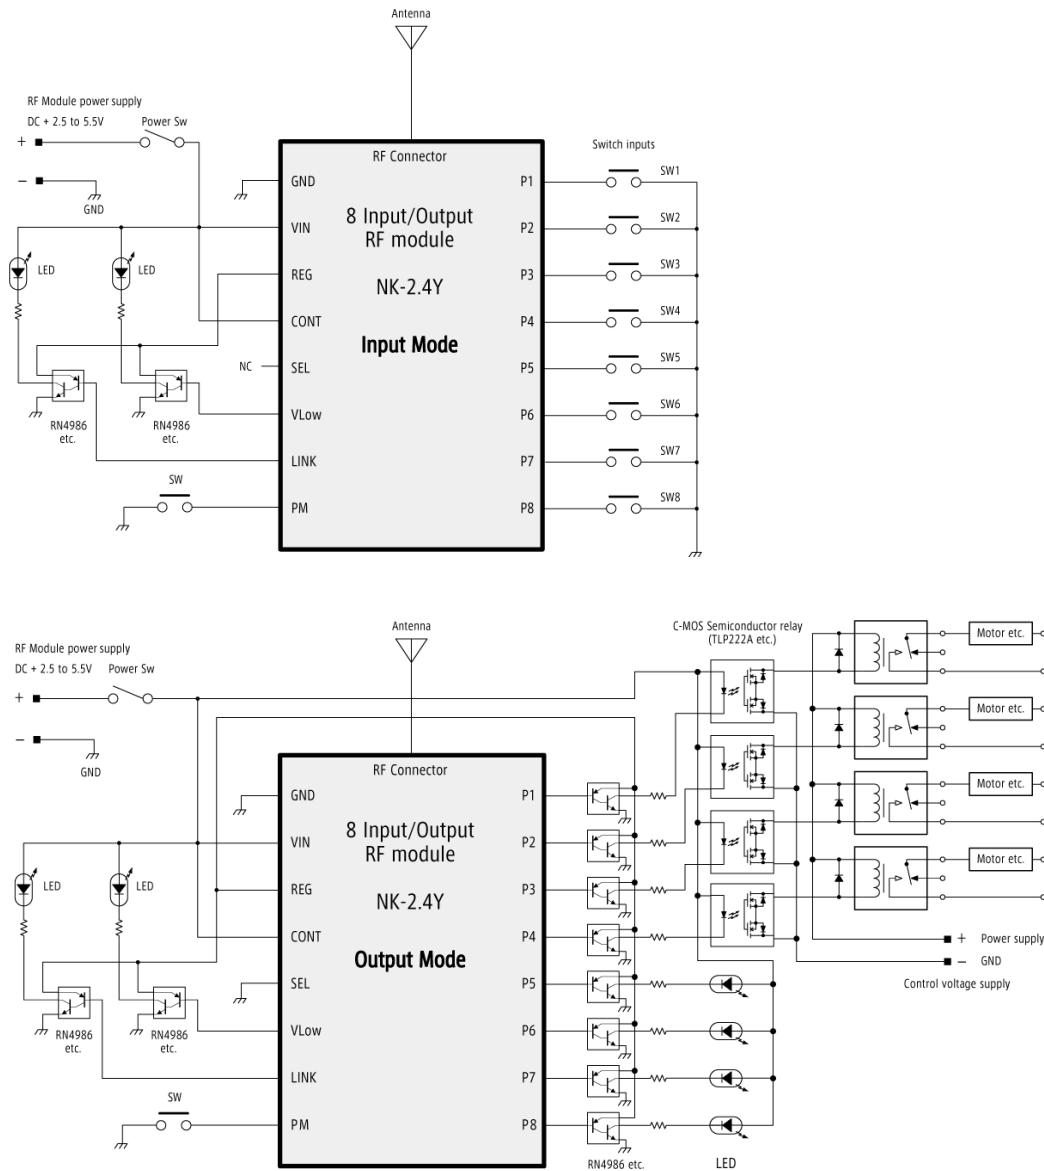 Antenna
RF Module power supply
DC + 2.5 to 5.5V
Power Sw
+
−
GND
LED
LED
RN4986
etc.
RN4986
etc.
NC
SW
RF Connector
GND
VIN
REG
CONT
SEL
VLow
LINK
PM
8 Input/Output
RF module
NK-2.4Y
Input Mode
P1
P2
P3
P4
P5
P6
P7
P8
Switch inputs
SW1
SW2
SW3
SW4
SW5
SW6
SW7
SW8
Antenna
RF Module power supply
DC + 2.5 to 5.5V
Power Sw
+
−
GND
LED
LED
RN4986
etc.
RN4986
etc.
SW
RF Connector
GND
VIN
REG
CONT
SEL
VLow
LINK
PM
8 Input/Output
RF module
NK-2.4Y
Output Mode
P1
P2
P3
P4
P5
P6
P7
P8
RN4986 etc.
LED
C-MOS Semiconductor relay
(TLP222A etc.)
Motor etc.
Motor etc.
Motor etc.
Motor etc.
+ Power supply
− GND
Control voltage supply